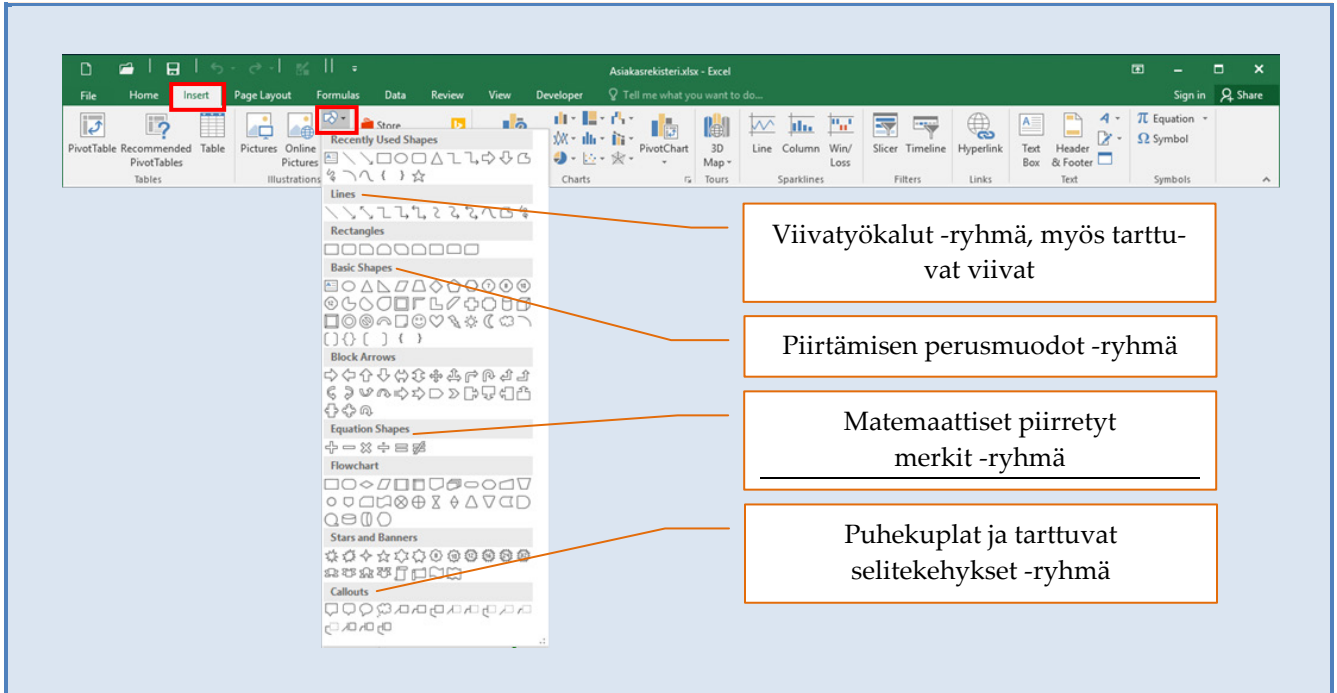 Asiakasrekisteri.xlsx - Excel
File Home Insert Page Layout Formulas Data Review View Developer Tell me what you want to do... Sign in Share
PivotTable Recommended PivotTables Table
Tables
Pictures Online Pictures
Illustrations
Store
PivotChart
Charts
3D Map
Tours
Line Column Win/ Loss
Sparklines
Slicer Timeline
Filters
Hyperlink
Links
Text Box Header & Footer
Text
π Equation
Ω Symbol
Symbols
Recently Used Shapes
Lines
Rectangles
Basic Shapes
Block Arrows
Equation Shapes
Flowchart
Stars and Banners
Callouts
Viivatyökalut -ryhmä, myös tarttu-
vat viivat
Piirtämisen perusmuodot -ryhmä
Matemaattiset piirretyt
merkit -ryhmä
Puhekuplat ja tarttuvat
selitekehykset -ryhmä